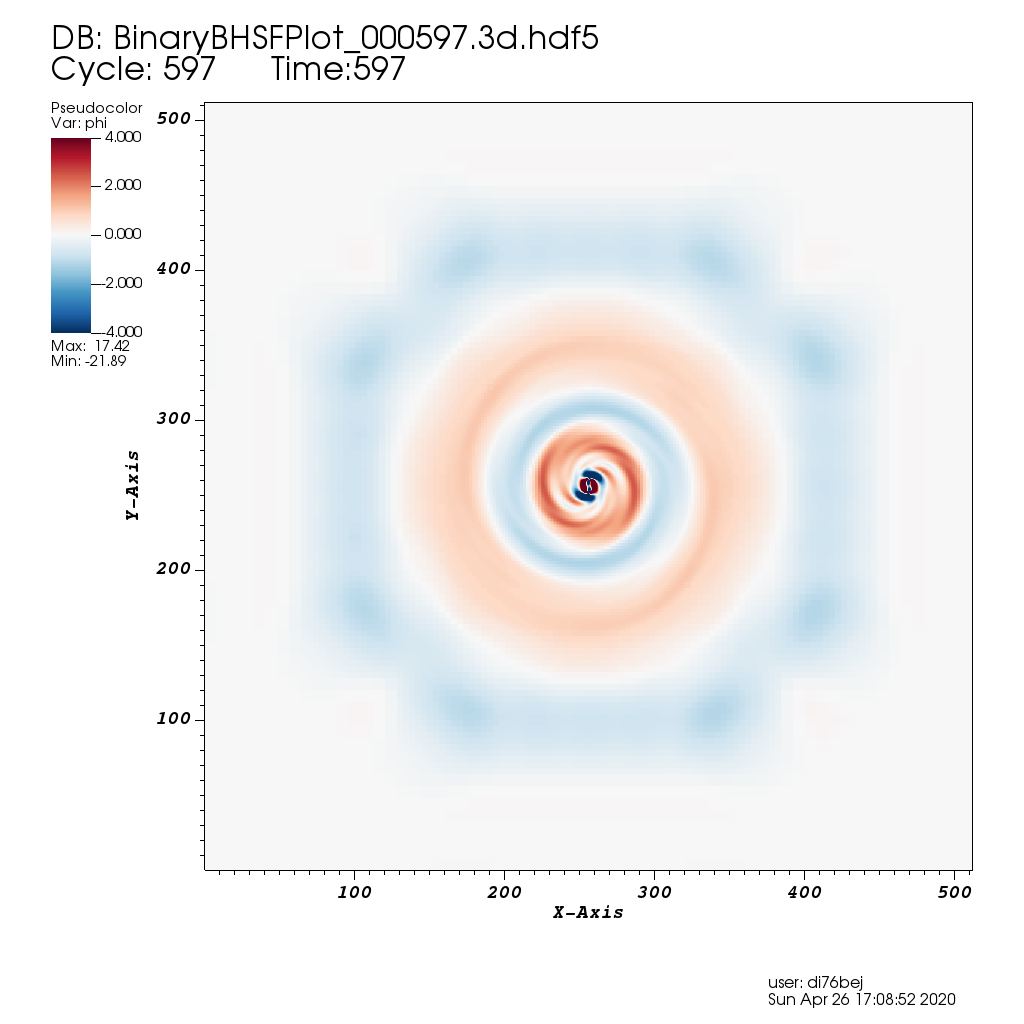 DB: BinaryBHSFPlot_000597.3d.hdf5
Cycle: 597 Time:597
Pseudocolor
Var: phi
4.000
2.000
0.000
-2.000
-4.000
Max: 17.42
Min: -21.89
500
400
300
200
100
Y-Axis
100 200 300 400 500
X-Axis
user: di76bej
Sun Apr 26 17:08:52 2020